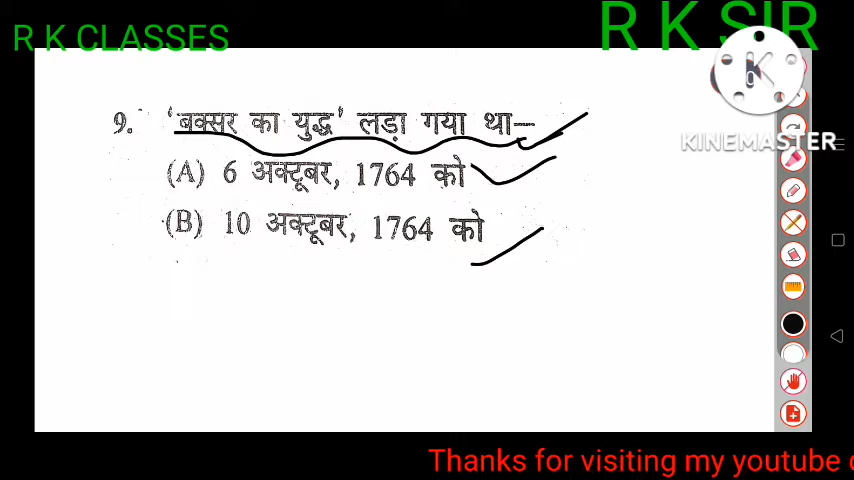 R K CLASSES
R K SIR
KINEMASTER
9. ‘बक्सर का युद्ध’ लड़ा गया था–
(A) 6 अक्टूबर, 1764 को
(B) 10 अक्टूबर, 1764 को
Thanks for visiting my youtube